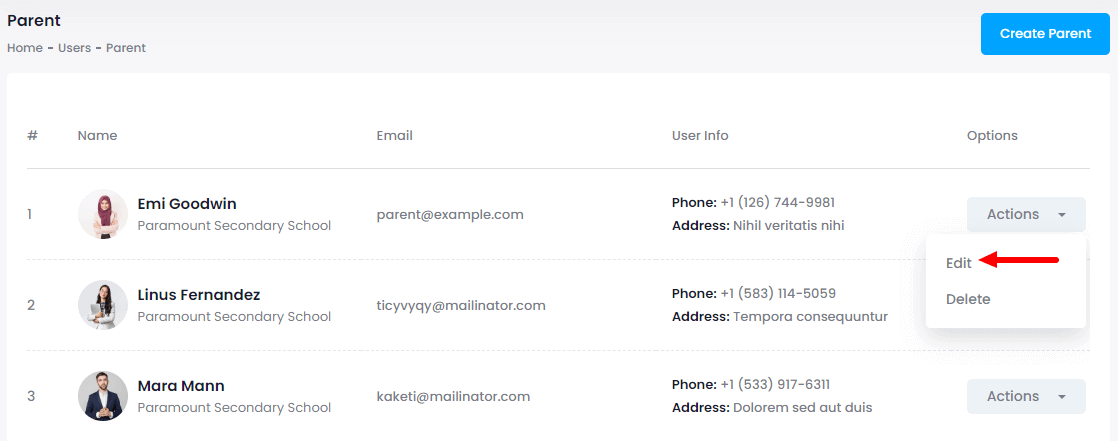 Parent
Home - Users - Parent
Create Parent
# Name Email User Info Options
1 Emi Goodwin parent@example.com Phone: +1 (126) 744-9981 Actions
Paramount Secondary School Address: Nihil veritatis nihi
Edit
Delete
2 Linus Fernandez ticyvyqy@mailinator.com Phone: +1 (583) 114-5059
Paramount Secondary School Address: Tempora consequuntur
3 Mara Mann kaketi@mailinator.com Phone: +1 (533) 917-6311 Actions
Paramount Secondary School Address: Dolorem sed aut duis